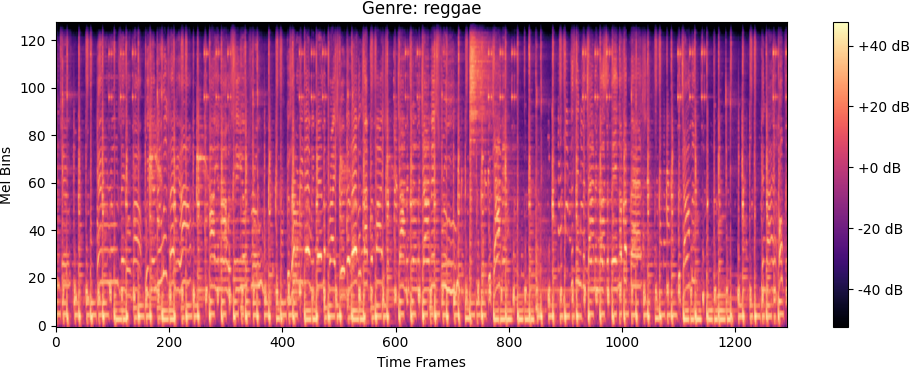 Genre: reggae
+40 dB
+20 dB
+0 dB
-20 dB
-40 dB
Mel Bins
120
100
80
60
40
20
0
0 200 400 600 800 1000 1200
Time Frames